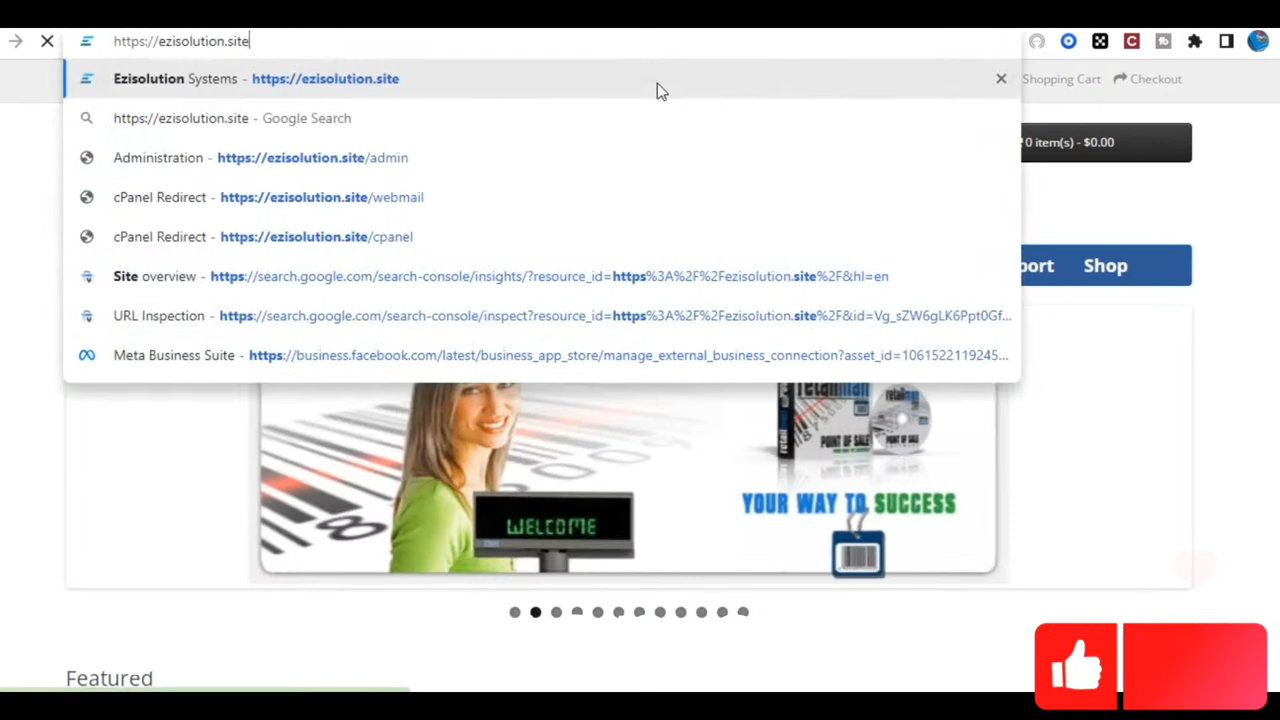 https://ezisolution.site
Ezisolution Systems - https://ezisolution.site
Shopping Cart Checkout
https://ezisolution.site - Google Search
0 item(s) - $0.00
Administration - https://ezisolution.site/admin
cPanel Redirect - https://ezisolution.site/webmail
cPanel Redirect - https://ezisolution.site/cpanel
port Shop
Site overview - https://search.google.com/search-console/insights/?resource_id=https%3A%2F%2Fezisolution.site%2F&hl=en
URL Inspection - https://search.google.com/search-console/inspect?resource_id=https%3A%2F%2Fezisolution.site%2F&id=Vg_sZW6gLK6Ppt0Gf...
Meta Business Suite - https://business.facebook.com/latest/business_app_store/manage_external_business_connection?asset_id=1061522119245...
retailman
POINT OF SALE
POINT OF SALE
YOUR WAY TO SUCCESS
WELCOME
Featured